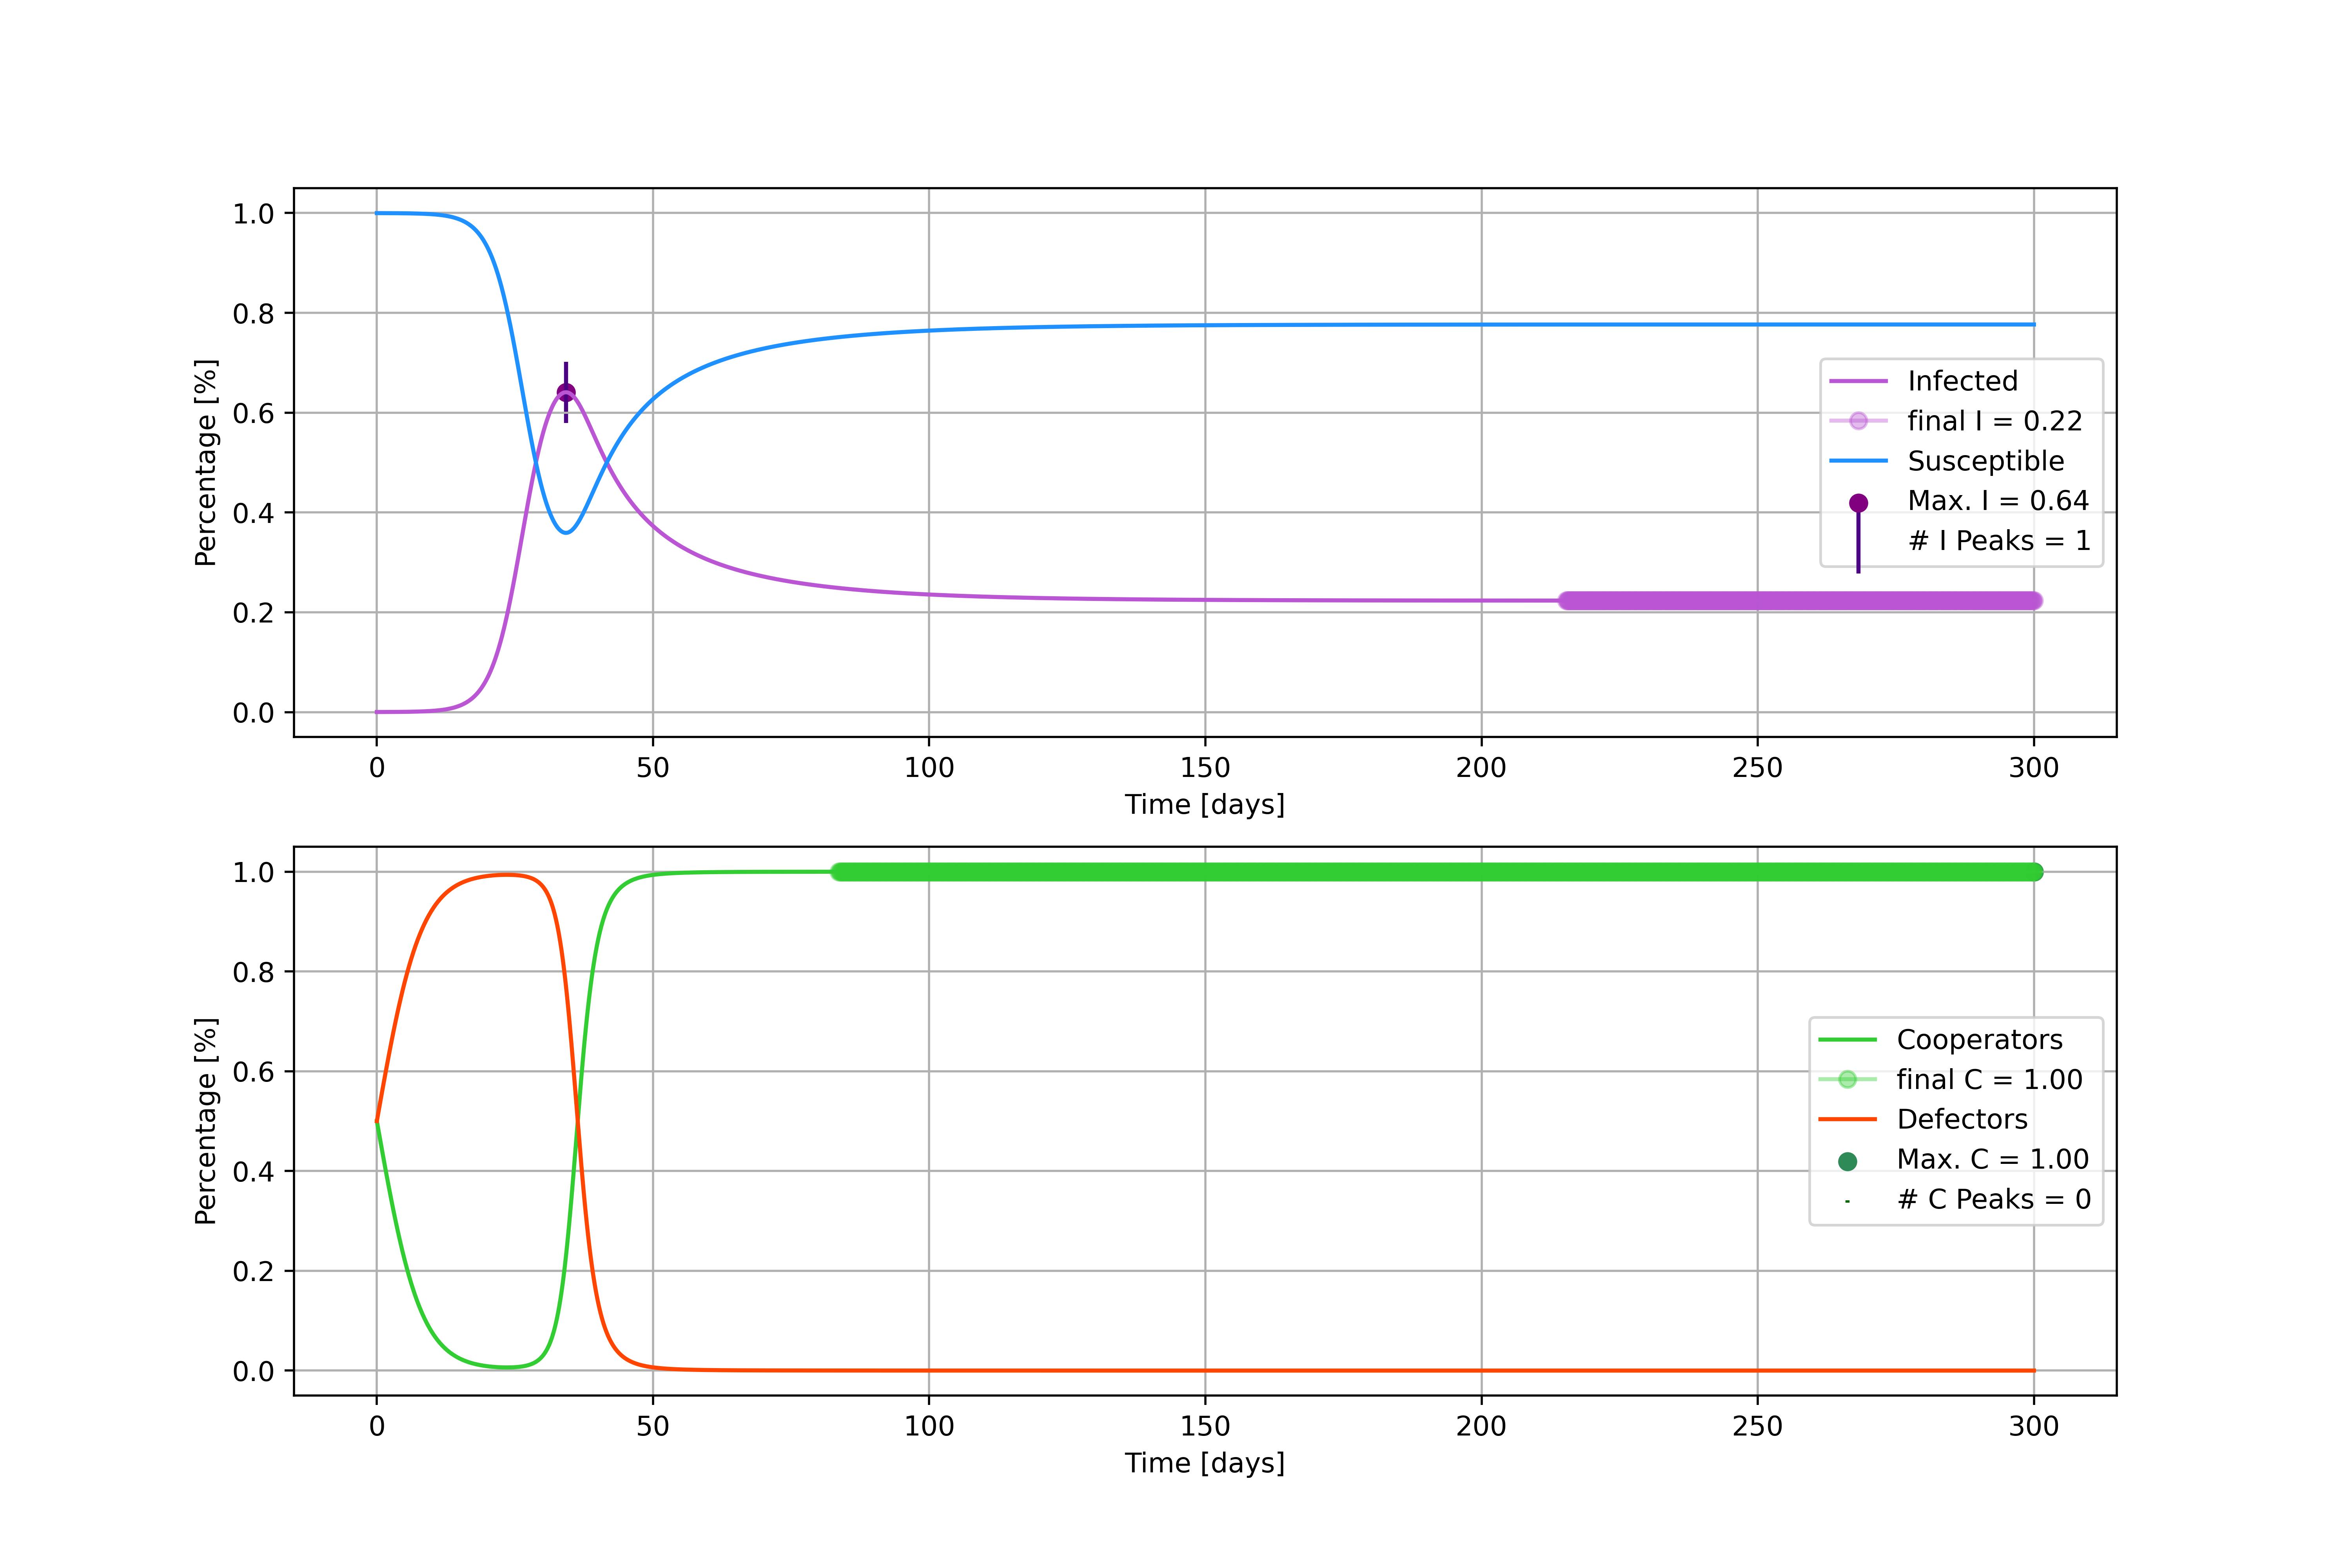 1.0
0.8
0.6
0.4
0.2
0.0
Percentage [%]
Infected
final I = 0.22
Susceptible
Max. I = 0.64
# I Peaks = 1
0 50 100 150 200 250 300
Time [days]
1.0
0.8
0.6
0.4
0.2
0.0
Percentage [%]
Cooperators
final C = 1.00
Defectors
Max. C = 1.00
# C Peaks = 0
0 50 100 150 200 250 300
Time [days]